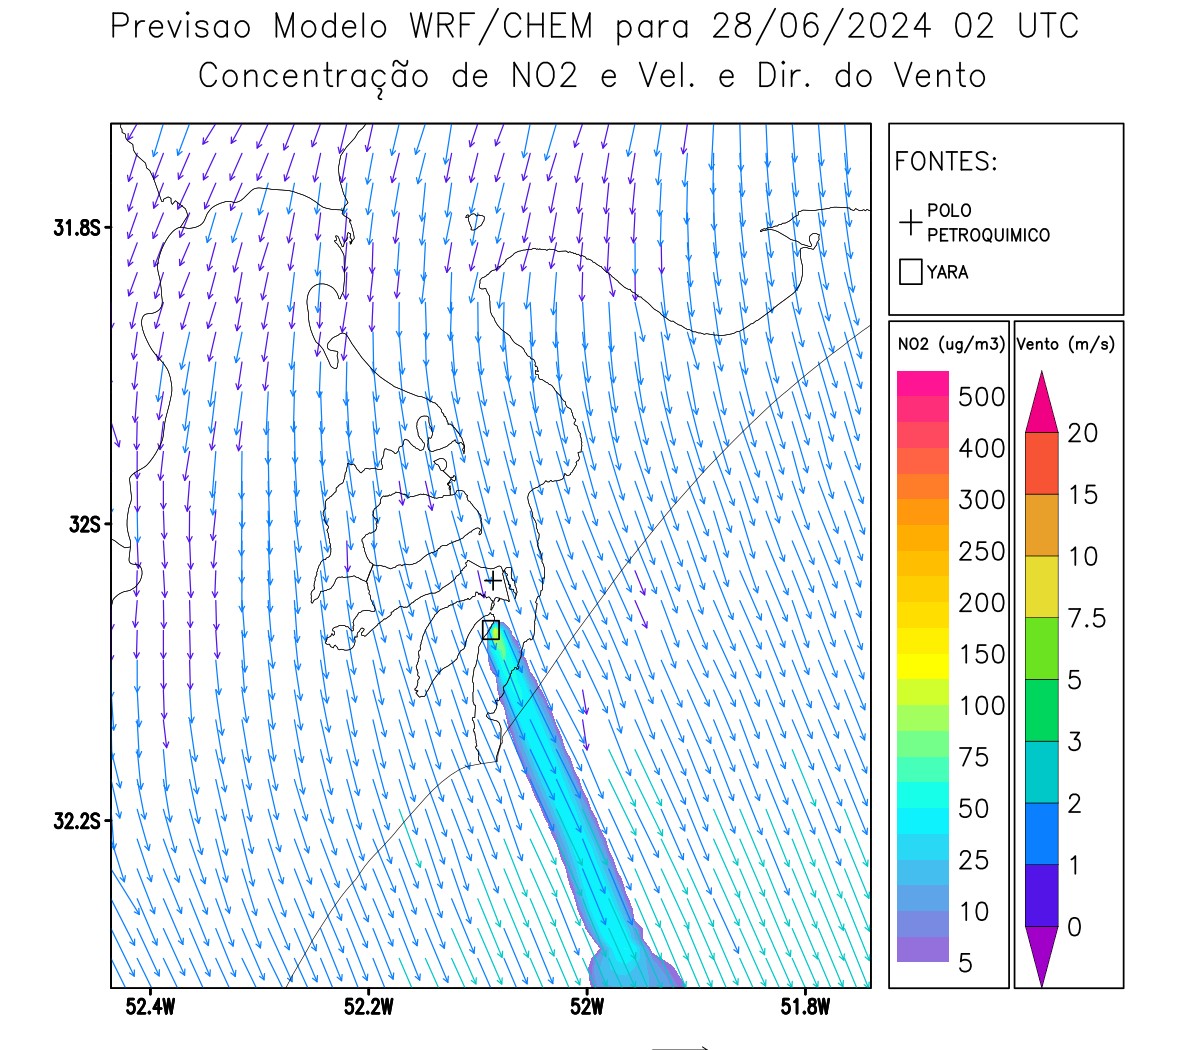 Previsao Modelo WRF/CHEM para 28/06/2024 02 UTC
Concentração de NO2 e Vel. e Dir. do Vento
FONTES:
POLO
PETROQUIMICO
YARA
NO2 (ug/m3)
500
400
300
250
200
150
100
75
50
25
10
5
Vento (m/s)
20
15
10
7.5
5
3
2
1
0
31.8S
32S
32.2S
52.4W
52.2W
52W
51.8W